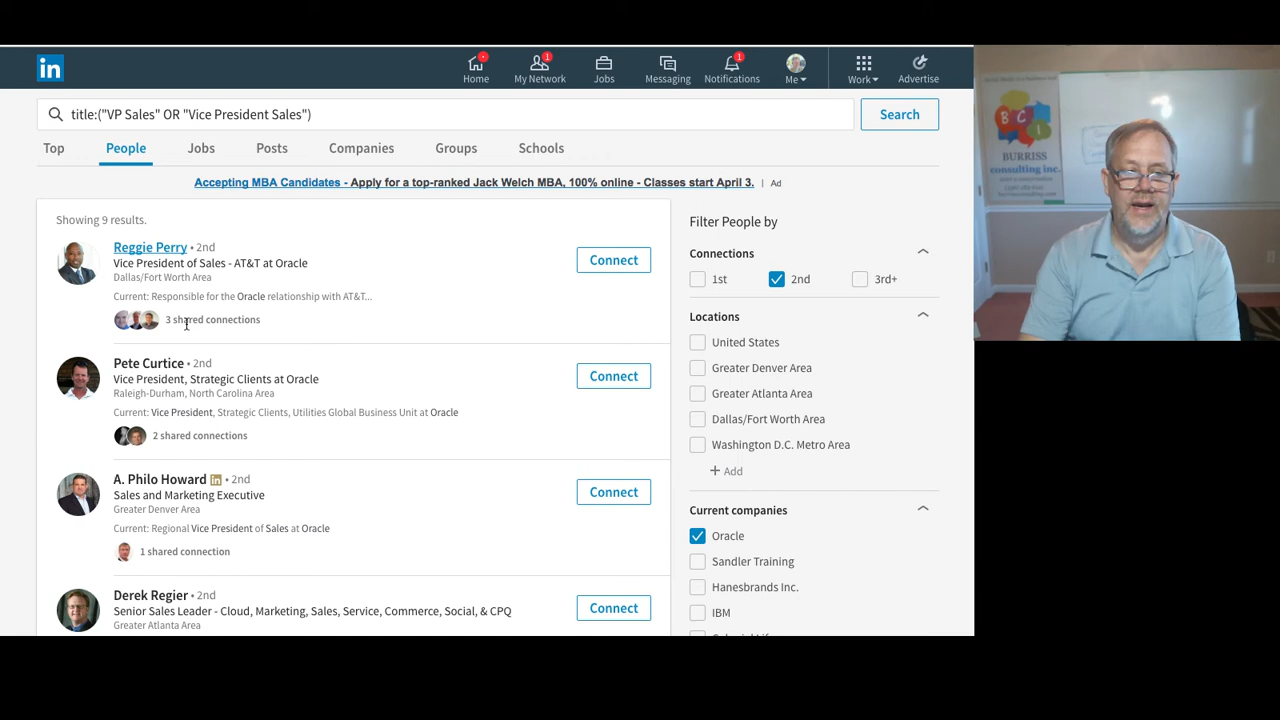 in
Home
My Network
Jobs
Messaging
Notifications
Me
Work
Advertise
1
1
title:("VP Sales" OR "Vice President Sales")
Search
Top
People
Jobs
Posts
Companies
Groups
Schools
Accepting MBA Candidates - Apply for a top-ranked Jack Welch MBA, 100% online - Classes start April 3. | Ad
Showing 9 results.
Reggie Perry • 2nd
Vice President of Sales - AT&T at Oracle
Dallas/Fort Worth Area
Current: Responsible for the Oracle relationship with AT&T...
3 shared connections
Connect
Pete Curtice • 2nd
Vice President, Strategic Clients at Oracle
Raleigh-Durham, North Carolina Area
Current: Vice President, Strategic Clients, Utilities Global Business Unit at Oracle
2 shared connections
Connect
A. Philo Howard in • 2nd
Sales and Marketing Executive
Greater Denver Area
Current: Regional Vice President of Sales at Oracle
1 shared connection
Connect
Derek Regier • 2nd
Senior Sales Leader - Cloud, Marketing, Sales, Service, Commerce, Social, & CPQ
Greater Atlanta Area
Connect
Filter People by
Connections
1st
2nd
3rd+
Locations
United States
Greater Denver Area
Greater Atlanta Area
Dallas/Fort Worth Area
Washington D.C. Metro Area
+ Add
Current companies
Oracle
Sandler Training
Hanesbrands Inc.
IBM
BCI
BURRISS
consulting inc.